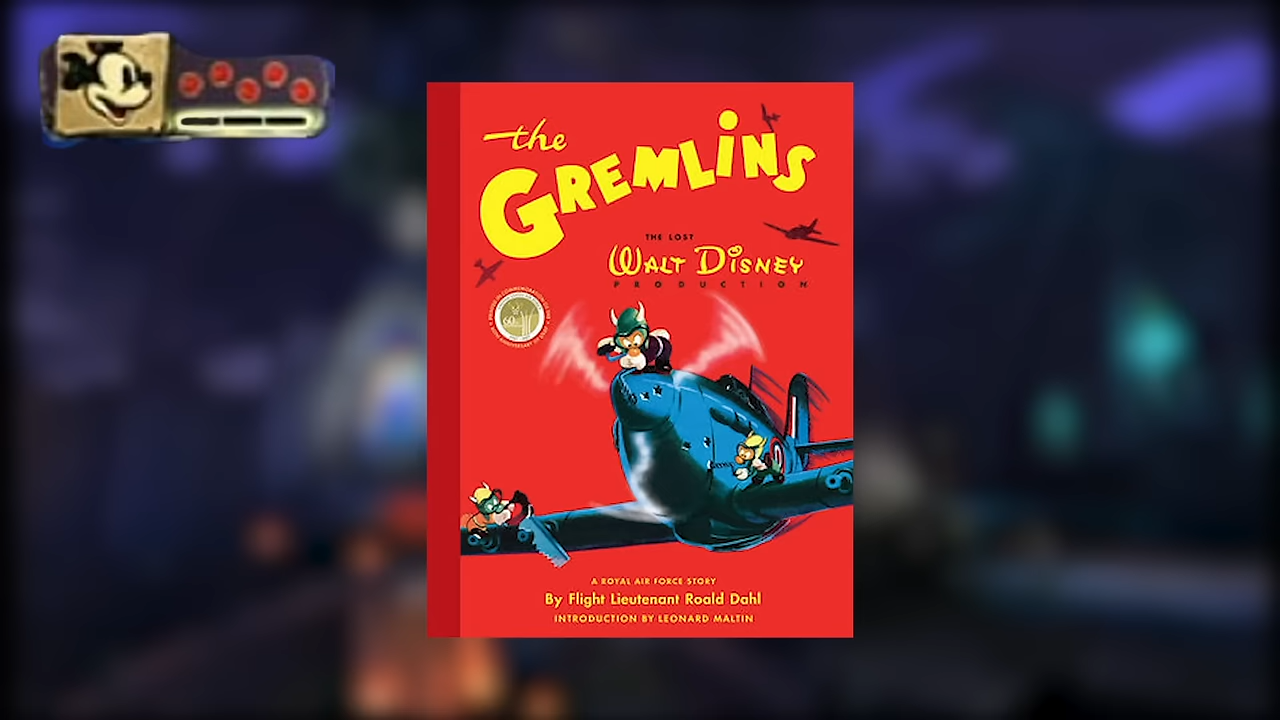 the
GREMLiNS
THE LOST
WALT DISNEY
PRODUCTION
60
A ROYAL AIR FORCE STORY
By Flight Lieutenant Roald Dahl
INTRODUCTION BY LEONARD MALTIN